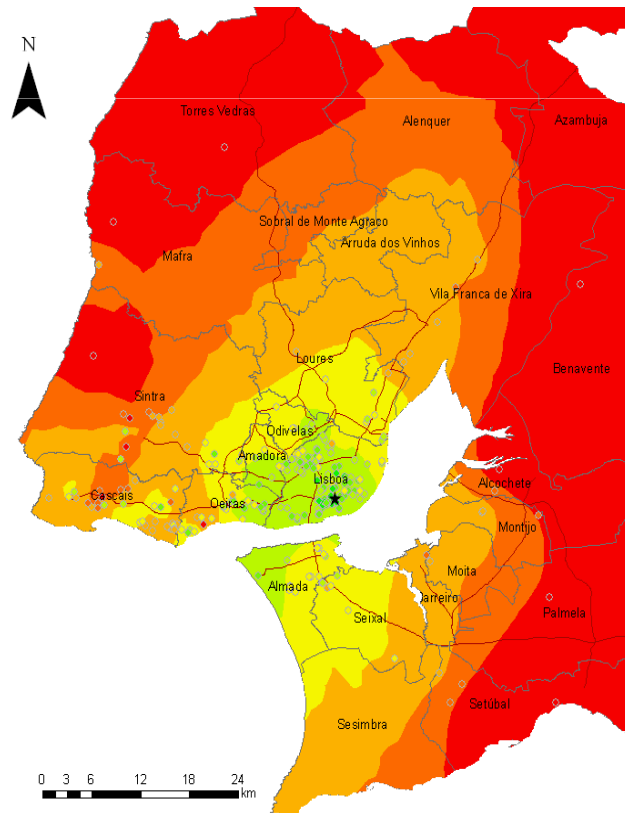 N
Torres Vedras
Alenquer
Azambuja
Sobral de Monte Agraco
Arruda dos Vinhos
Mafra
Vila Franca de Xira
Loures
Benavente
Sintra
Odivelas
Amadora
Lisboa
Cascais
Oeiras
Alcochete
Montijo
Moita
Almada
arreiro
Palmela
Seixal
Setúbal
Sesimbra
0 3 6 12 18 24
km